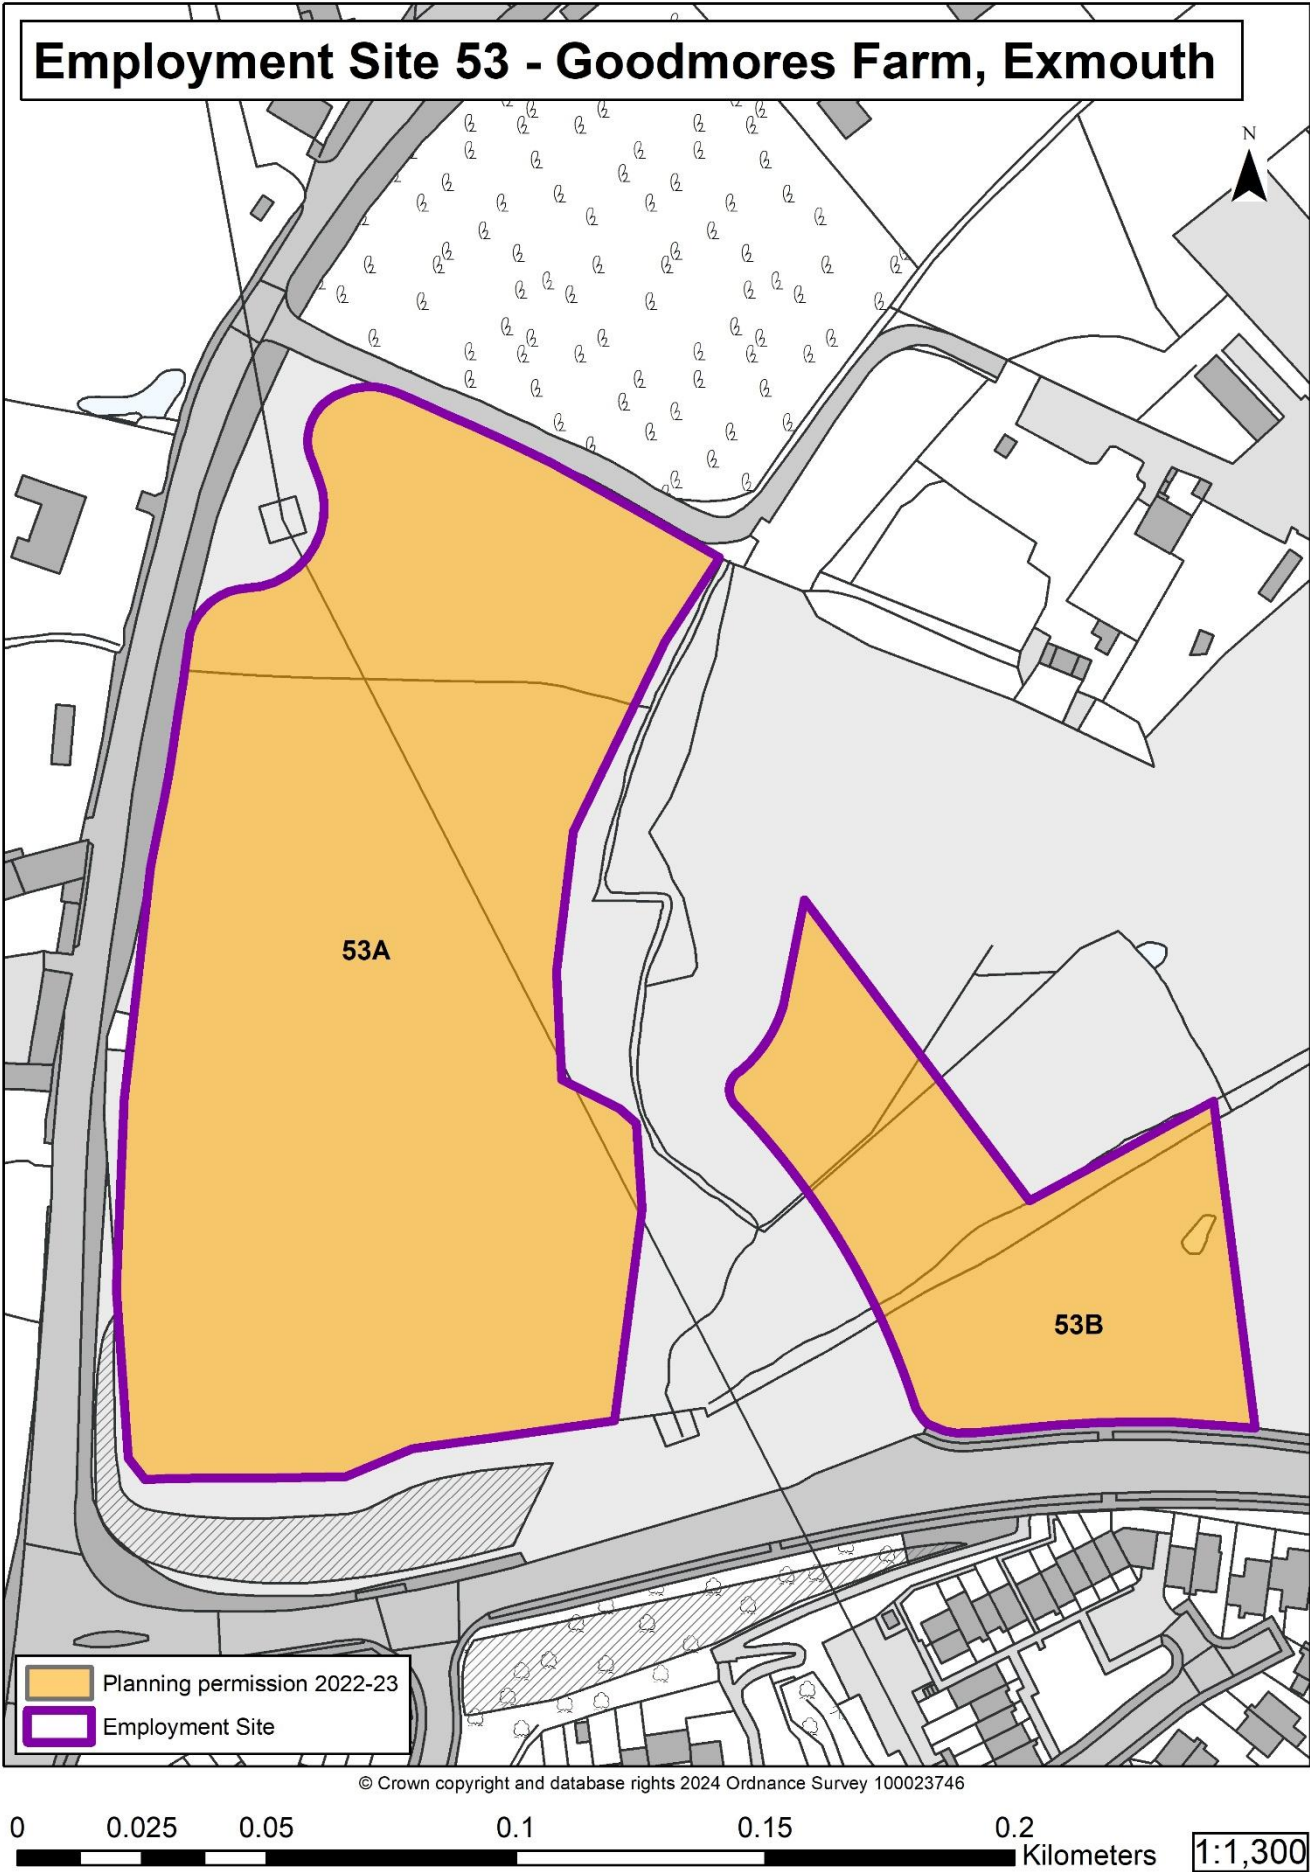 Employment Site 53 - Goodmores Farm, Exmouth
N
53A
53B
Planning permission 2022-23
Employment Site
© Crown copyright and database rights 2024 Ordnance Survey 100023746
0 0.025 0.05 0.1 0.15 0.2
Kilometers
1:1,300